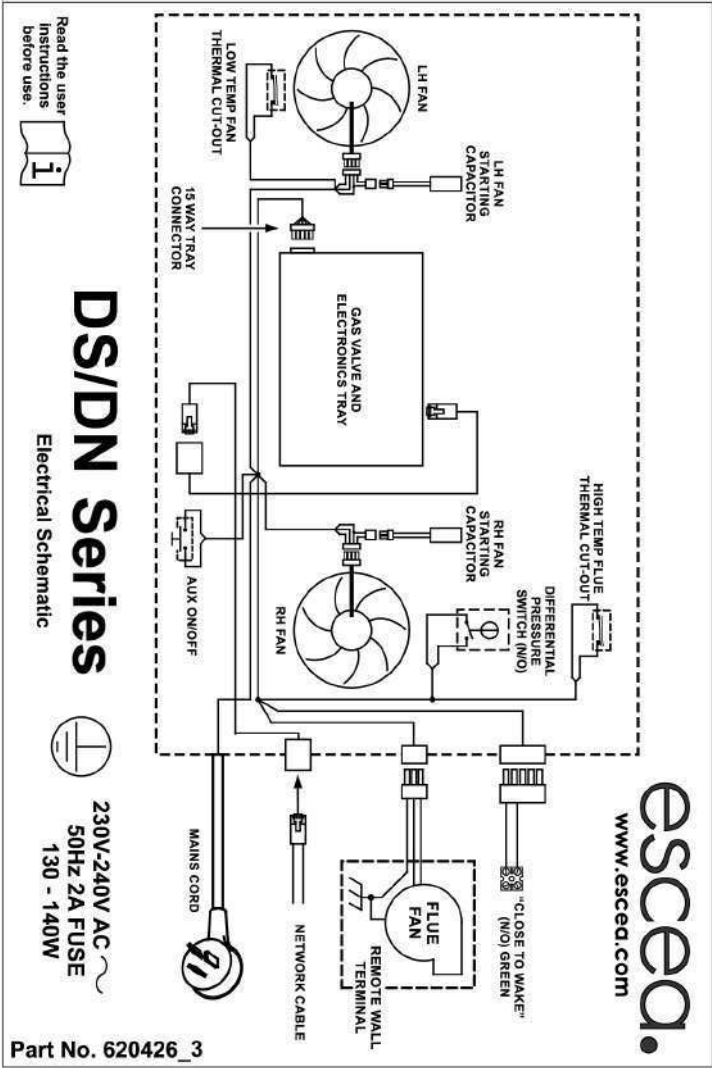 escea.
www.escea.com
LH FAN
STARTING
CAPACITOR
LH FAN
LOW TEMP FAN
THERMAL CUT-OUT
15 WAY TRAY
CONNECTOR
GAS VALVE AND
ELECTRONICS TRAY
RH FAN
STARTING
CAPACITOR
RH FAN
AUX ON/OFF
HIGH TEMP FLUE
THERMAL CUT-OUT
DIFFERENTIAL
PRESSURE
SWITCH (N/O)
"CLOSE TO WAKE"
(N/O) GREEN
FLUE
FAN
REMOTE WALL
TERMINAL
NETWORK CABLE
MAINS CORD
Read the user
instructions
before use.
i
DS/DN Series
Electrical Schematic
230V-240V AC ~
50Hz 2A FUSE
130 - 140W
Part No. 620426_3